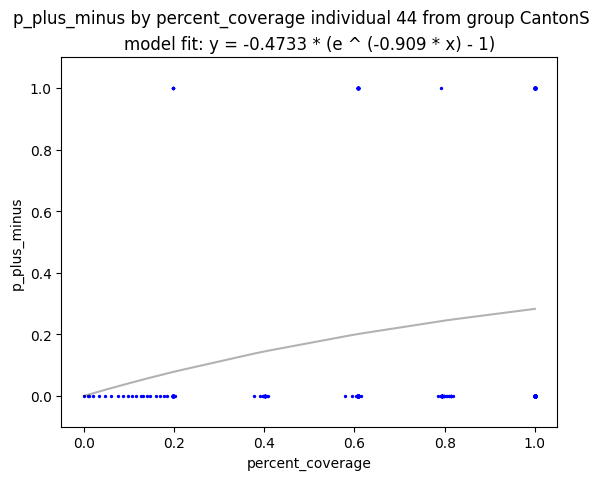 p_plus_minus by percent_coverage individual 44 from group CantonS
model fit: y = -0.4733 * (e ^ (-0.909 * x) - 1)
1.0
0.8
0.6
0.4
0.2
0.0
p_plus_minus
0.0 0.2 0.4 0.6 0.8 1.0
percent_coverage